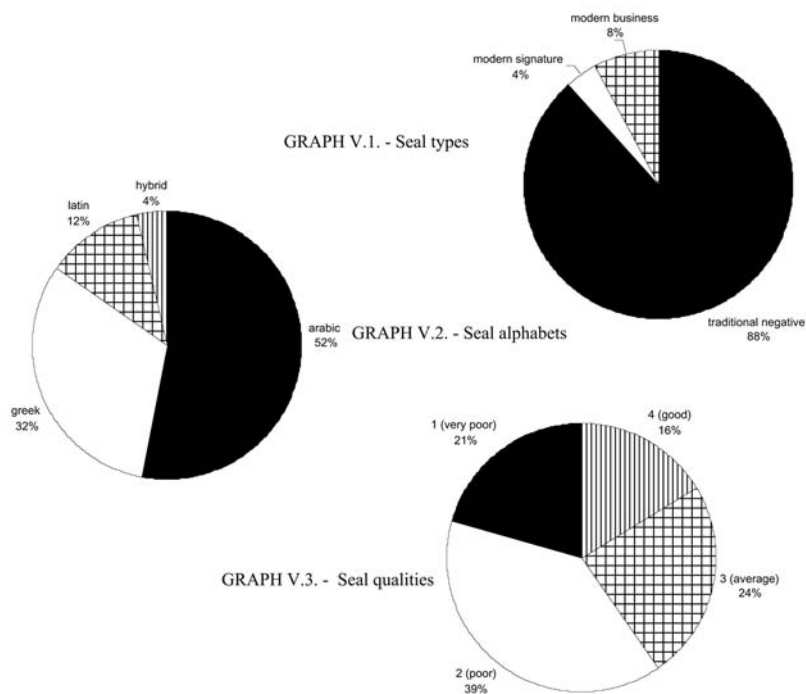 modern business
8%
modern signature
4%
GRAPH V.1. - Seal types
traditional negative
88%
hybrid
4%
latin
12%
arabic
52%
GRAPH V.2. - Seal alphabets
greek
32%
1 (very poor)
21%
4 (good)
16%
GRAPH V.3. - Seal qualities
3 (average)
24%
2 (poor)
39%